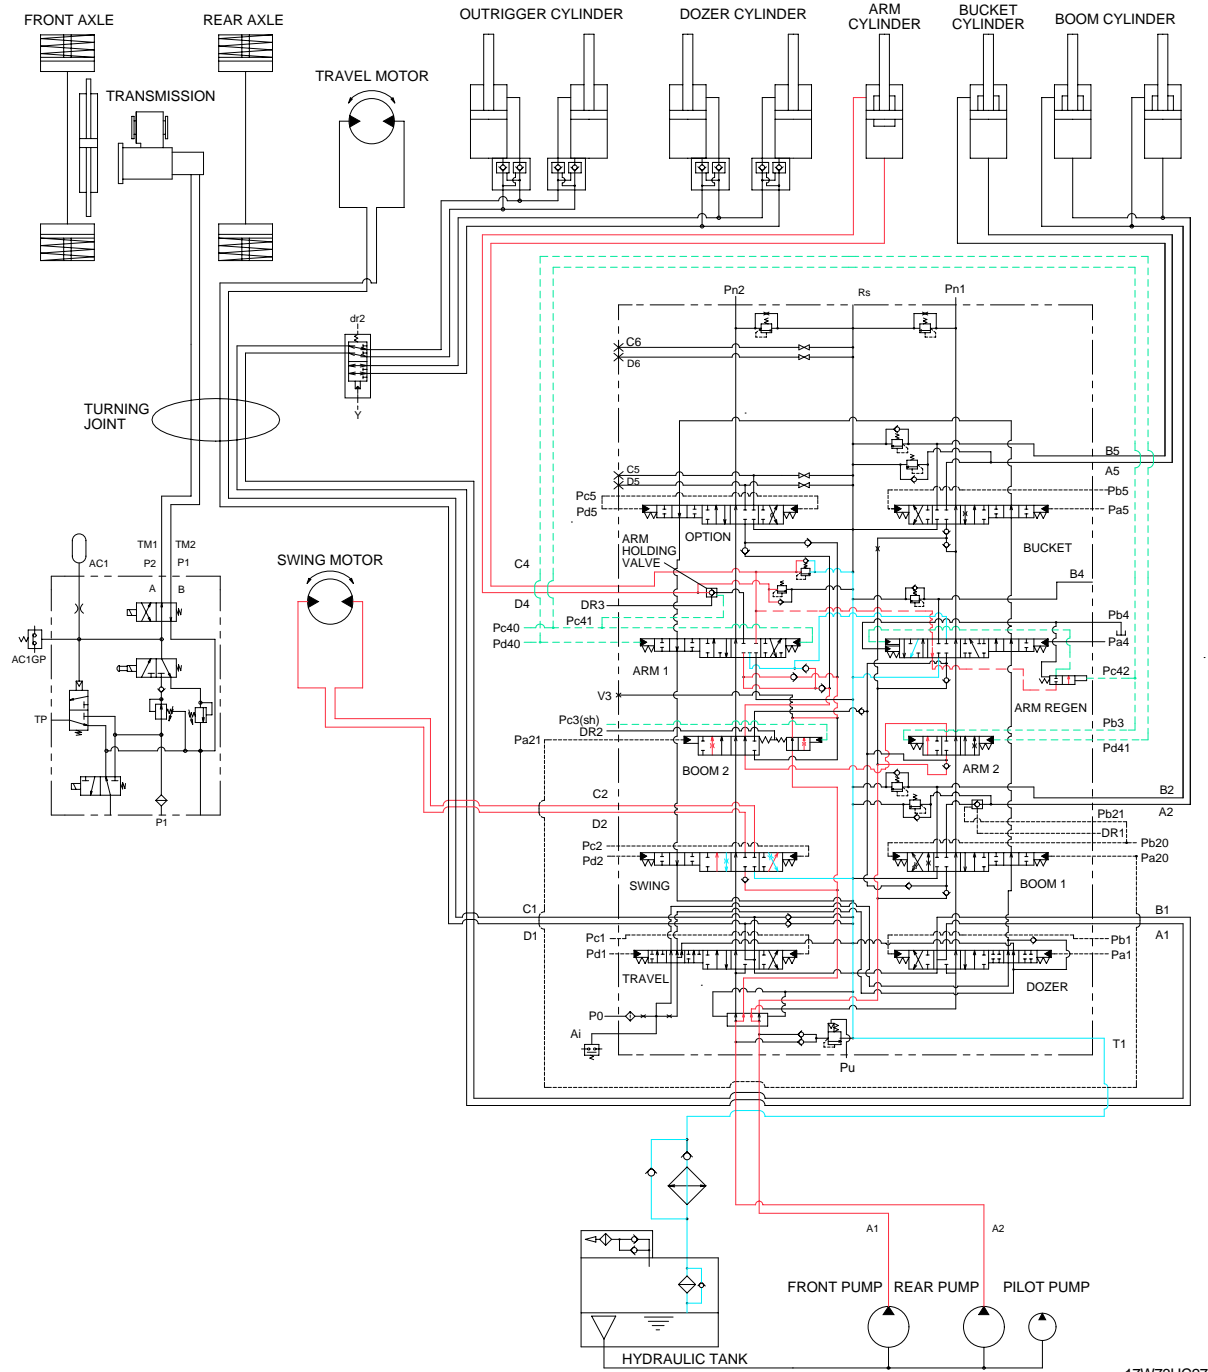 FRONT AXLE
REAR AXLE
OUTRIGGER CYLINDER
DOZER CYLINDER
ARM
CYLINDER
BUCKET
CYLINDER
BOOM CYLINDER
TRAVEL MOTOR
TRANSMISSION
Pn2
Rs
Pn1
dr2
C6
D6
Y
TURNING
JOINT
B5
A5
C5
D5
Pc5
Pd5
Pb5
Pa5
OPTION
BUCKET
ARM
HOLDING
VALVE
TM1
TM2
P2
P1
AC1
A
B
SWING MOTOR
C4
B4
D4
DR3
Pc40
Pc41
Pd40
Pb4
Pa4
AC1GP
ARM 1
Pc42
V3
ARM REGEN
TP
Pc3(sh)
DR2
Pa21
Pb3
Pd41
BOOM 2
ARM 2
C2
B2
D2
A2
Pb21
DR1
P1
Pc2
Pd2
Pb20
Pa20
SWING
BOOM 1
C1
B1
D1
A1
Pc1
Pd1
Pb1
Pa1
TRAVEL
DOZER
P0
Ai
T1
Pu
A1
A2
FRONT PUMP
REAR PUMP
PILOT PUMP
HYDRAULIC TANK